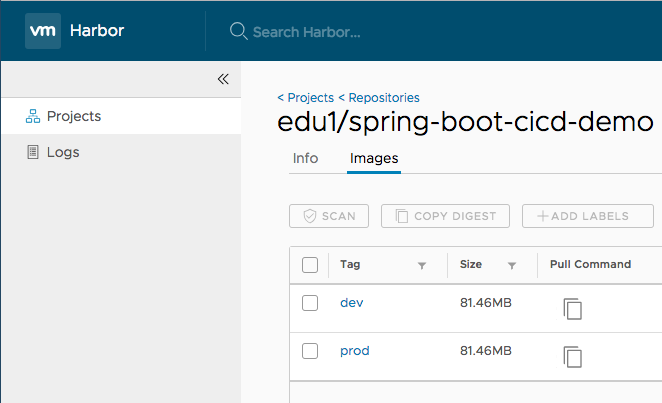 vm Harbor Search Harbor...
«
< Projects < Repositories
Projects
edu1/spring-boot-cicd-demo
Logs
Info Images
SCAN COPY DIGEST +ADD LABELS
Tag Size Pull Command
dev 81.46MB
prod 81.46MB